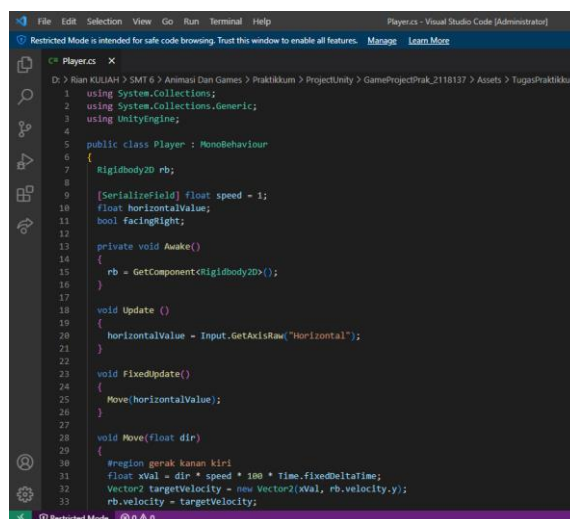 File Edit Selection View Go Run Terminal Help Player.cs - Visual Studio Code [Administrator]
Restricted Mode is intended for safe code browsing. Trust this window to enable all features. Manage Learn More
Player.cs
D: > Rian KULIAH > SMT 6 > Animasi Dan Games > Praktikkum > ProjectUnity > GameProjectPrak_2118137 > Assets > TugasPraktikku
1 using System.Collections;
2 using System.Collections.Generic;
3 using UnityEngine;
4
5 public class Player : MonoBehaviour
6 {
7 Rigidbody2D rb;
8
9 [SerializeField] float speed = 1;
10 float horizontalValue;
11 bool facingRight;
12
13 private void Awake()
14 {
15 rb = GetComponent<Rigidbody2D>();
16 }
17
18 void Update ()
19 {
20 horizontalValue = Input.GetAxisRaw("Horizontal");
21 }
22
23 void FixedUpdate()
24 {
25 Move(horizontalValue);
26 }
27
28 void Move(float dir)
29 {
30 #region gerak kanan kiri
31 float xVal = dir * speed * 100 * Time.fixedDeltaTime;
32 Vector2 targetVelocity = new Vector2(xVal, rb.velocity.y);
33 rb.velocity = targetVelocity;
Restricted Mode 0 0